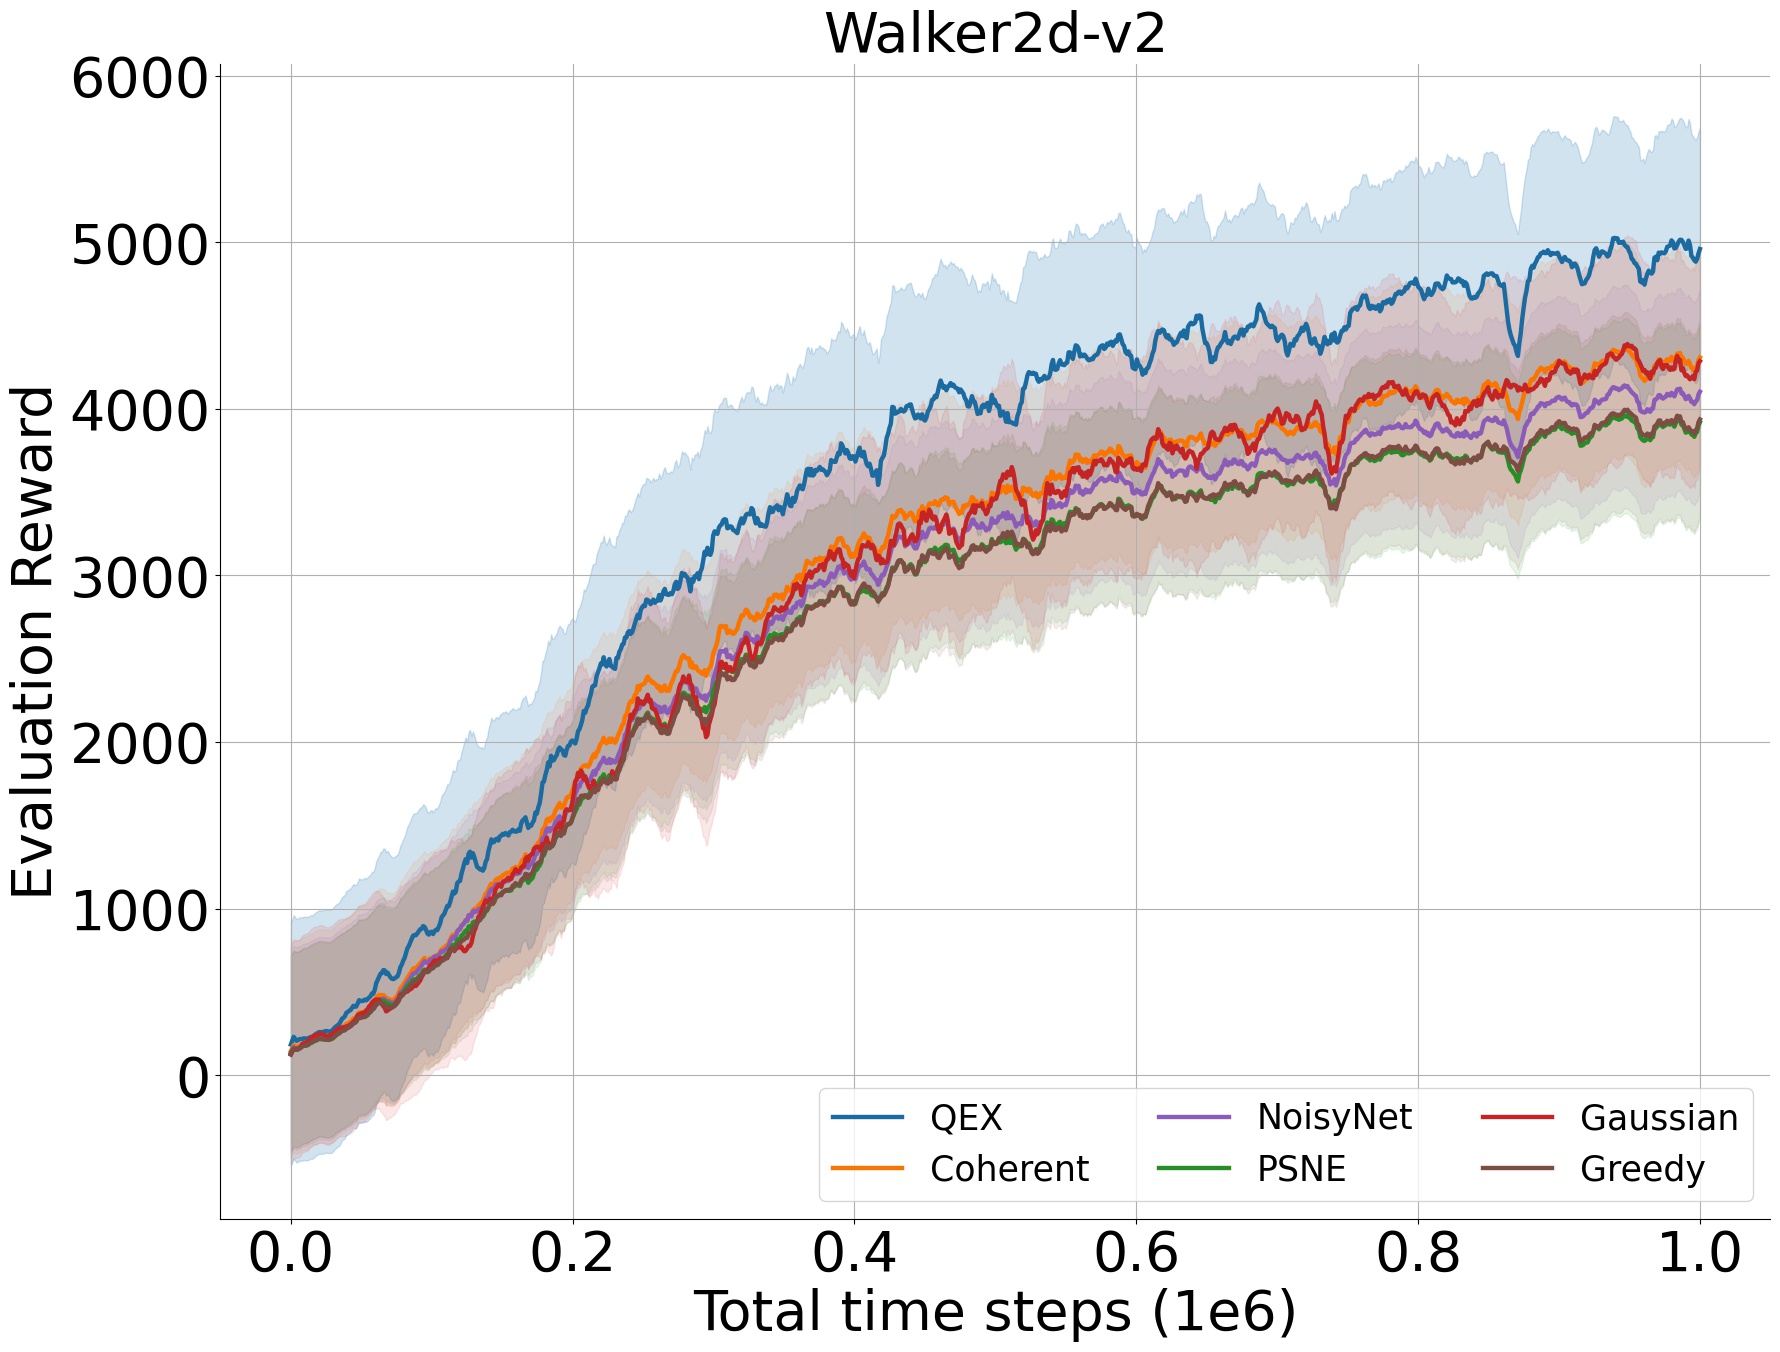 Walker2d-v2
6000
5000
4000
3000
2000
1000
0
Evaluation Reward
QEX NoisyNet Gaussian
Coherent PSNE Greedy
0.0 0.2 0.4 0.6 0.8 1.0
Total time steps (1e6)